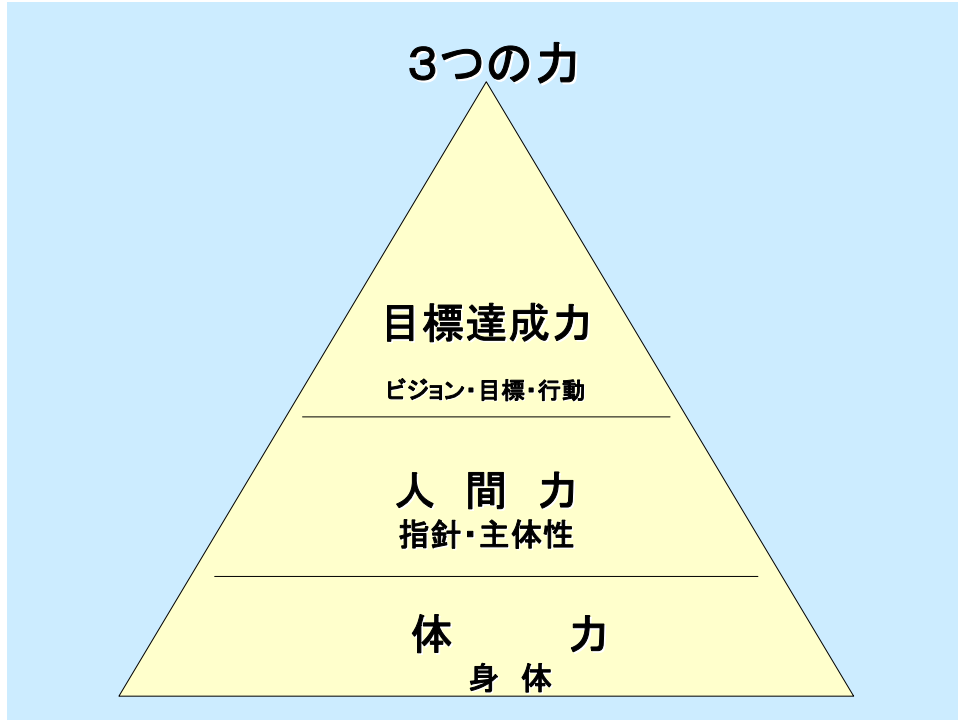 ３つの力
目標達成力
ビジョン・目標・行動
人　間　力
指針・主体性
体　　　力
身　体